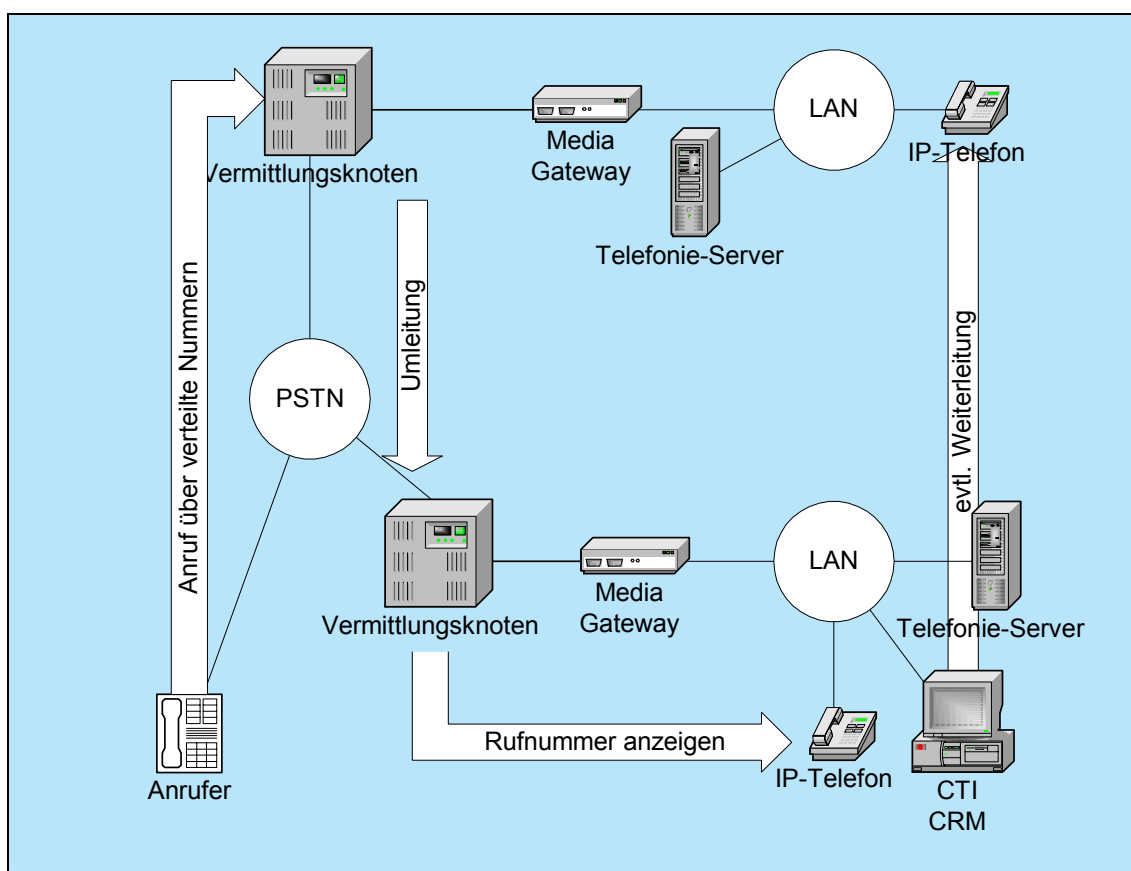 LAN
Media
Gateway
IP-Telefon
Vermittlungsknoten
Telefonie-Server
Anruf über verteilte Nummern
Umleitung
evtl. Weiterleitung
PSTN
LAN
Media
Gateway
Vermittlungsknoten
Telefonie-Server
Rufnummer anzeigen
IP-Telefon
Anrufer
CTI
CRM